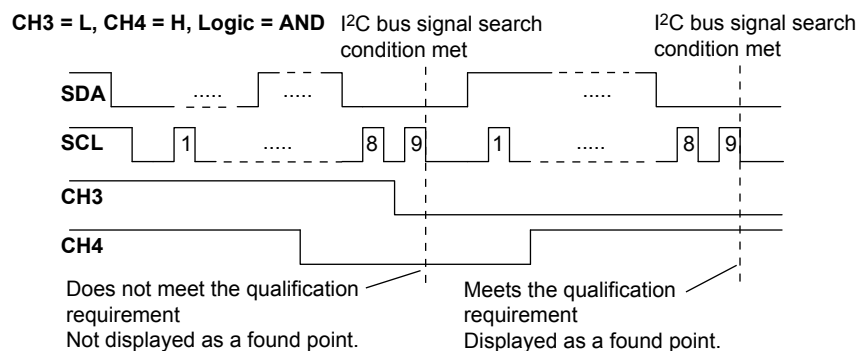 CH3 = L, CH4 = H, Logic = AND
I²C bus signal search
condition met
I²C bus signal search
condition met
SDA
.....
.....
.....
SCL
1
.....
8
9
1
.....
8
9
CH3
CH4
Does not meet the qualification
requirement
Not displayed as a found point.
Meets the qualification
requirement
Displayed as a found point.